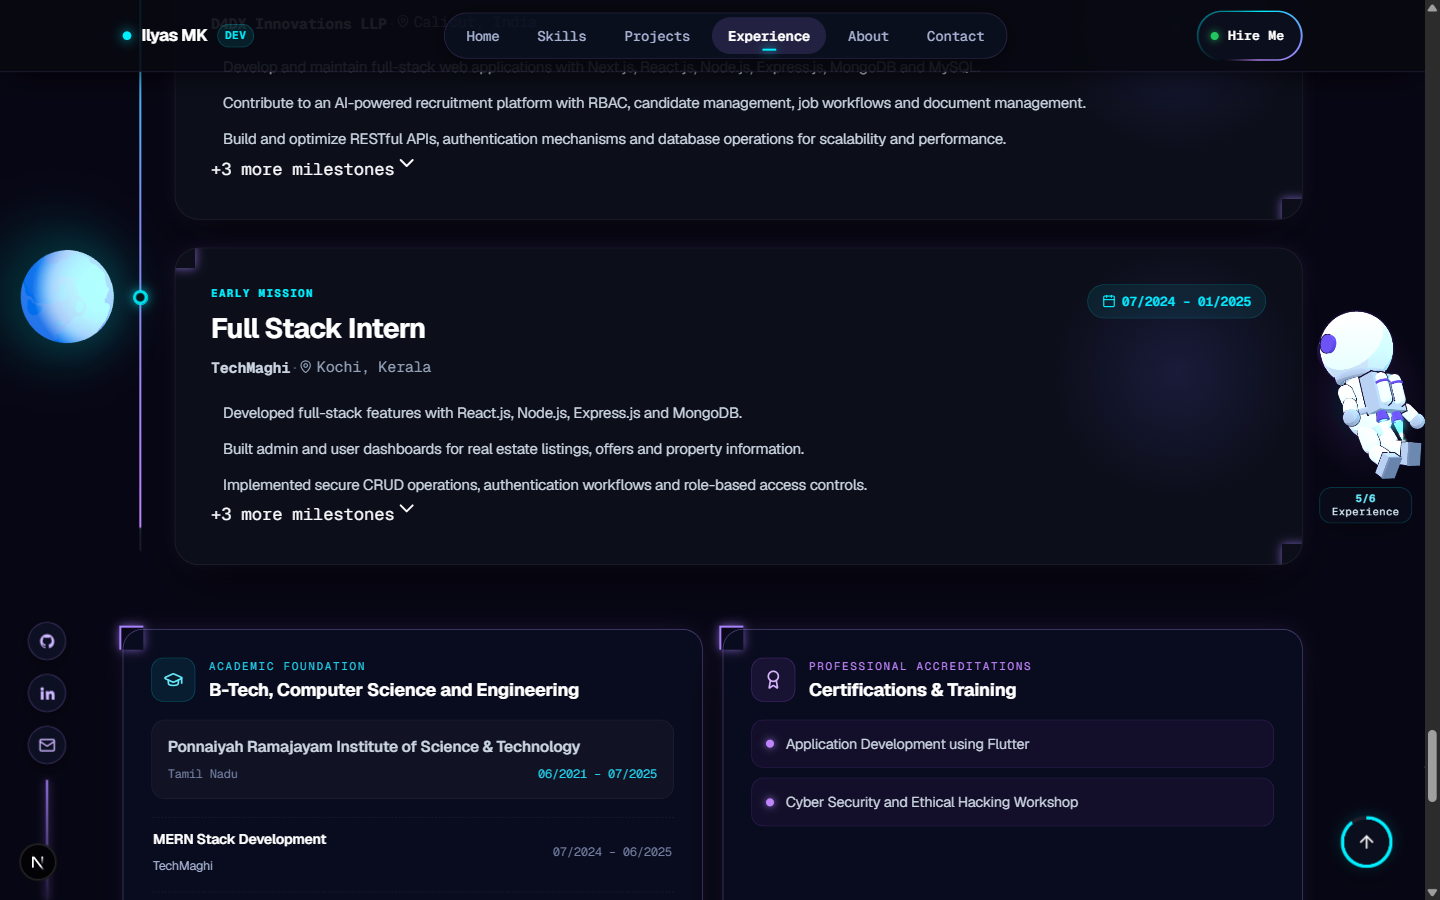 Ilyas MK
DEV
Home
Skills
Projects
Experience
About
Contact
Hire Me
D4DX Innovations LLP
Calicut, India
Develop and maintain full-stack web applications with Next.js, React.js, Node.js, Express.js, MongoDB and MySQL.
Contribute to an AI-powered recruitment platform with RBAC, candidate management, job workflows and document management.
Build and optimize RESTful APIs, authentication mechanisms and database operations for scalability and performance.
+3 more milestones
EARLY MISSION
07/2024 – 01/2025
Full Stack Intern
TechMaghi · Kochi, Kerala
Developed full-stack features with React.js, Node.js, Express.js and MongoDB.
Built admin and user dashboards for real estate listings, offers and property information.
Implemented secure CRUD operations, authentication workflows and role-based access controls.
+3 more milestones
5/6
Experience
ACADEMIC FOUNDATION
B-Tech, Computer Science and Engineering
Ponnaiyah Ramajayam Institute of Science & Technology
Tamil Nadu
06/2021 – 07/2025
MERN Stack Development
TechMaghi
07/2024 – 06/2025
PROFESSIONAL ACCREDITATIONS
Certifications & Training
Application Development using Flutter
Cyber Security and Ethical Hacking Workshop
in
N